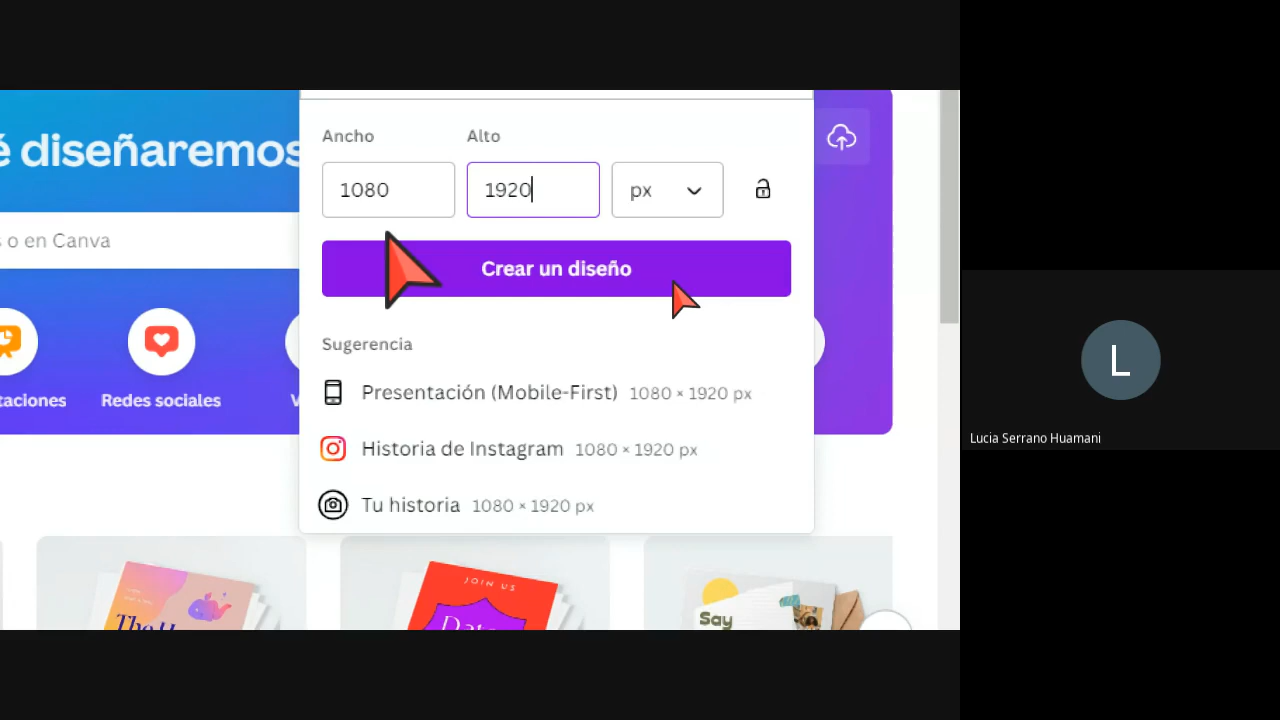 é diseñaremos
Ancho
Alto
1080
1920
px
s o en Canva
Crear un diseño
Sugerencia
taciones
Redes sociales
V
Presentación (Mobile-First) 1080 × 1920 px
Historia de Instagram 1080 × 1920 px
Tu historia 1080 × 1920 px
JOIN US
Say
L
Lucia Serrano Huamani